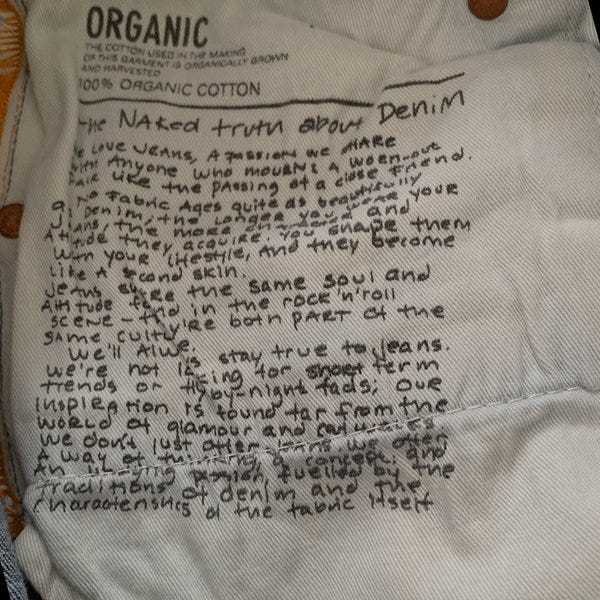 ORGANIC
THE COTTON USED IN THE MAKING
OF THIS GARMENT IS ORGANICALLY GROWN
AND HARVESTED
100% ORGANIC COTTON
The Naked truth about Denim
We love Jeans, A passion we share
with Anyone who mourns A worn-out
pair like the passing of a close friend.
No fabric Ages quite as beautifully
denim, the longer you wear your
the more and
they acquire. You shape them
with your lifestyle, And they become
like A second skin.
Jeans share the same soul and
Attitude in the rock'n'roll
scene - they're both part of the
same culture.
We'll stay true to Jeans.
we're not looking for short term
trends or -by-night fads; our
inspiration is found far from the
world of glamour and
we don't just offer jeans we offer
A way of thinking, a concept, and
An passion, fuelled by the
traditions of denim and the
characteristics of the fabric itself